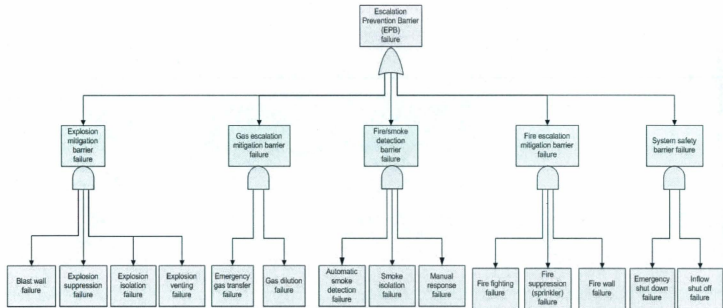 Escalation
Prevention Barrier
(EPB)
failure
Explosion
mitigation
barrier
failure
Gas escalation
mitigation barrier
failure
Fire/smoke
detection
barrier
failure
Fire escalation
mitigation barrier
failure
System safety
barrier failure
Blast wall
failure
Explosion
suppression
failure
Explosion
isolation
failure
Explosion
venting
failure
Emergency
gas transfer
failure
Gas dilution
failure
Automatic
smoke
detection
failure
Smoke
isolation
failure
Manual
response
failure
Fire fighting
failure
Fire
suppression
(sprinkler)
failure
Fire wall
failure
Emergency
shut down
failure
Inflow
shut off
failure